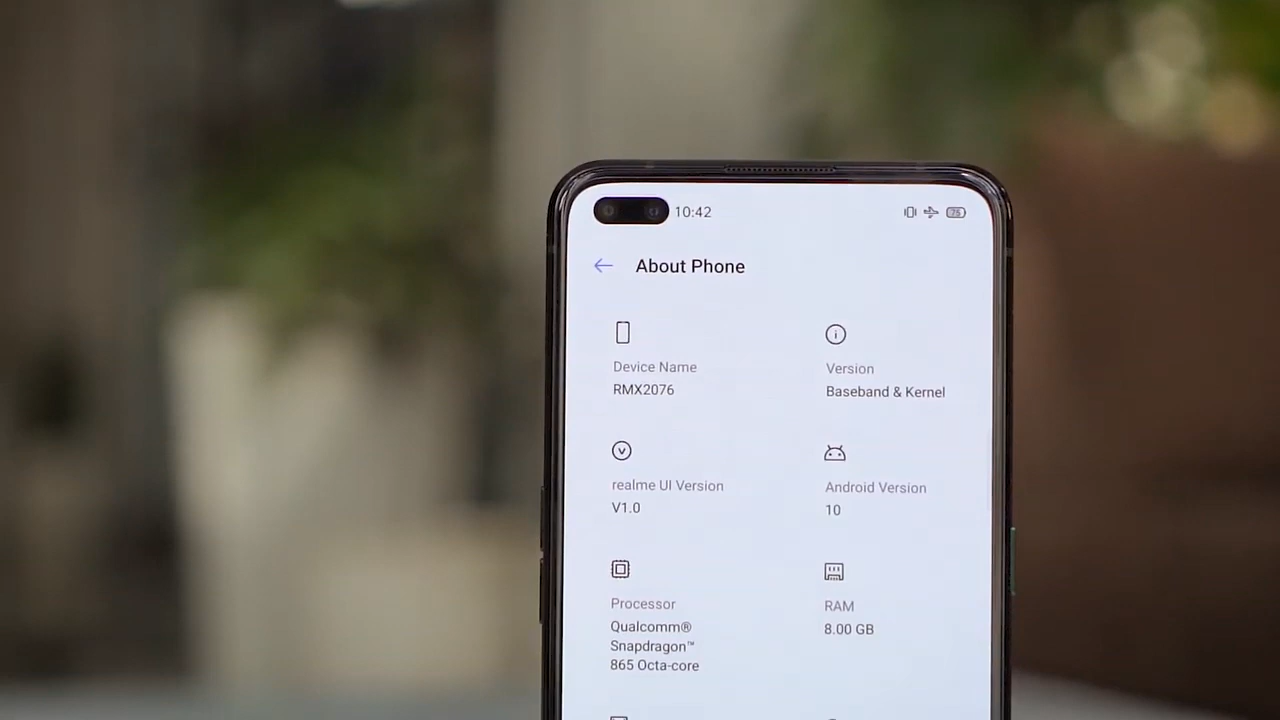 10:42
75
About Phone
Device Name
RMX2076
Version
Baseband & Kernel
realme UI Version
V1.0
Android Version
10
Processor
Qualcomm®
Snapdragon™
865 Octa-core
RAM
8.00 GB